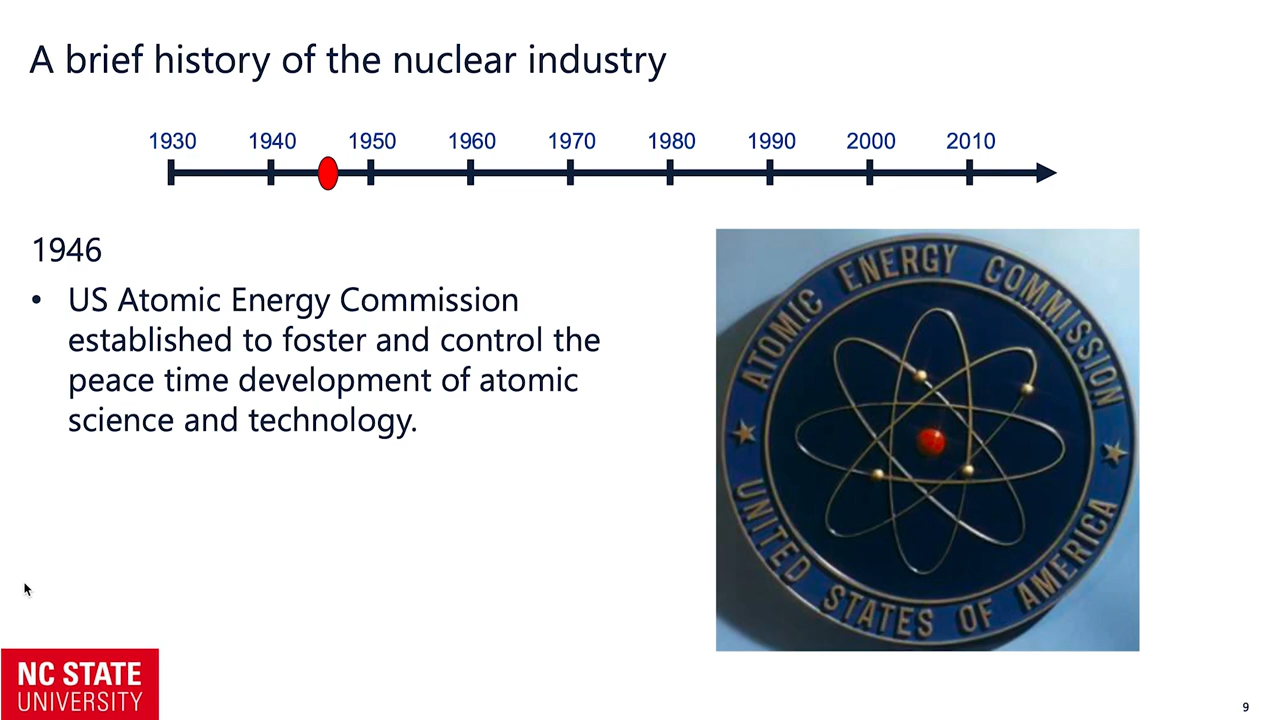 A brief history of the nuclear industry
1930 1940 1950 1960 1970 1980 1990 2000 2010
1946
• US Atomic Energy Commission
established to foster and control the
peace time development of atomic
science and technology.
ATOMIC ENERGY COMMISSION
UNITED STATES OF AMERICA
NC STATE
UNIVERSITY
9